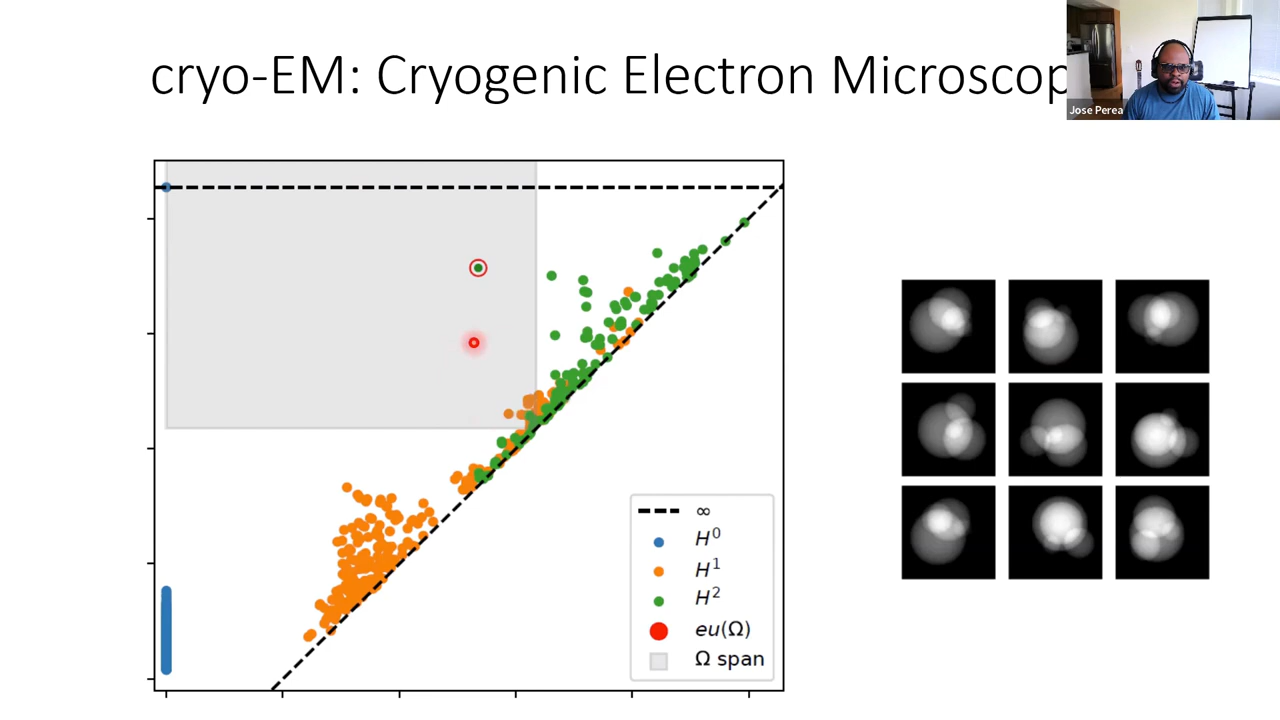 cryo-EM: Cryogenic Electron Microscop
Jose Perea
∞
H⁰
H¹
H²
eu(Ω)
Ω span